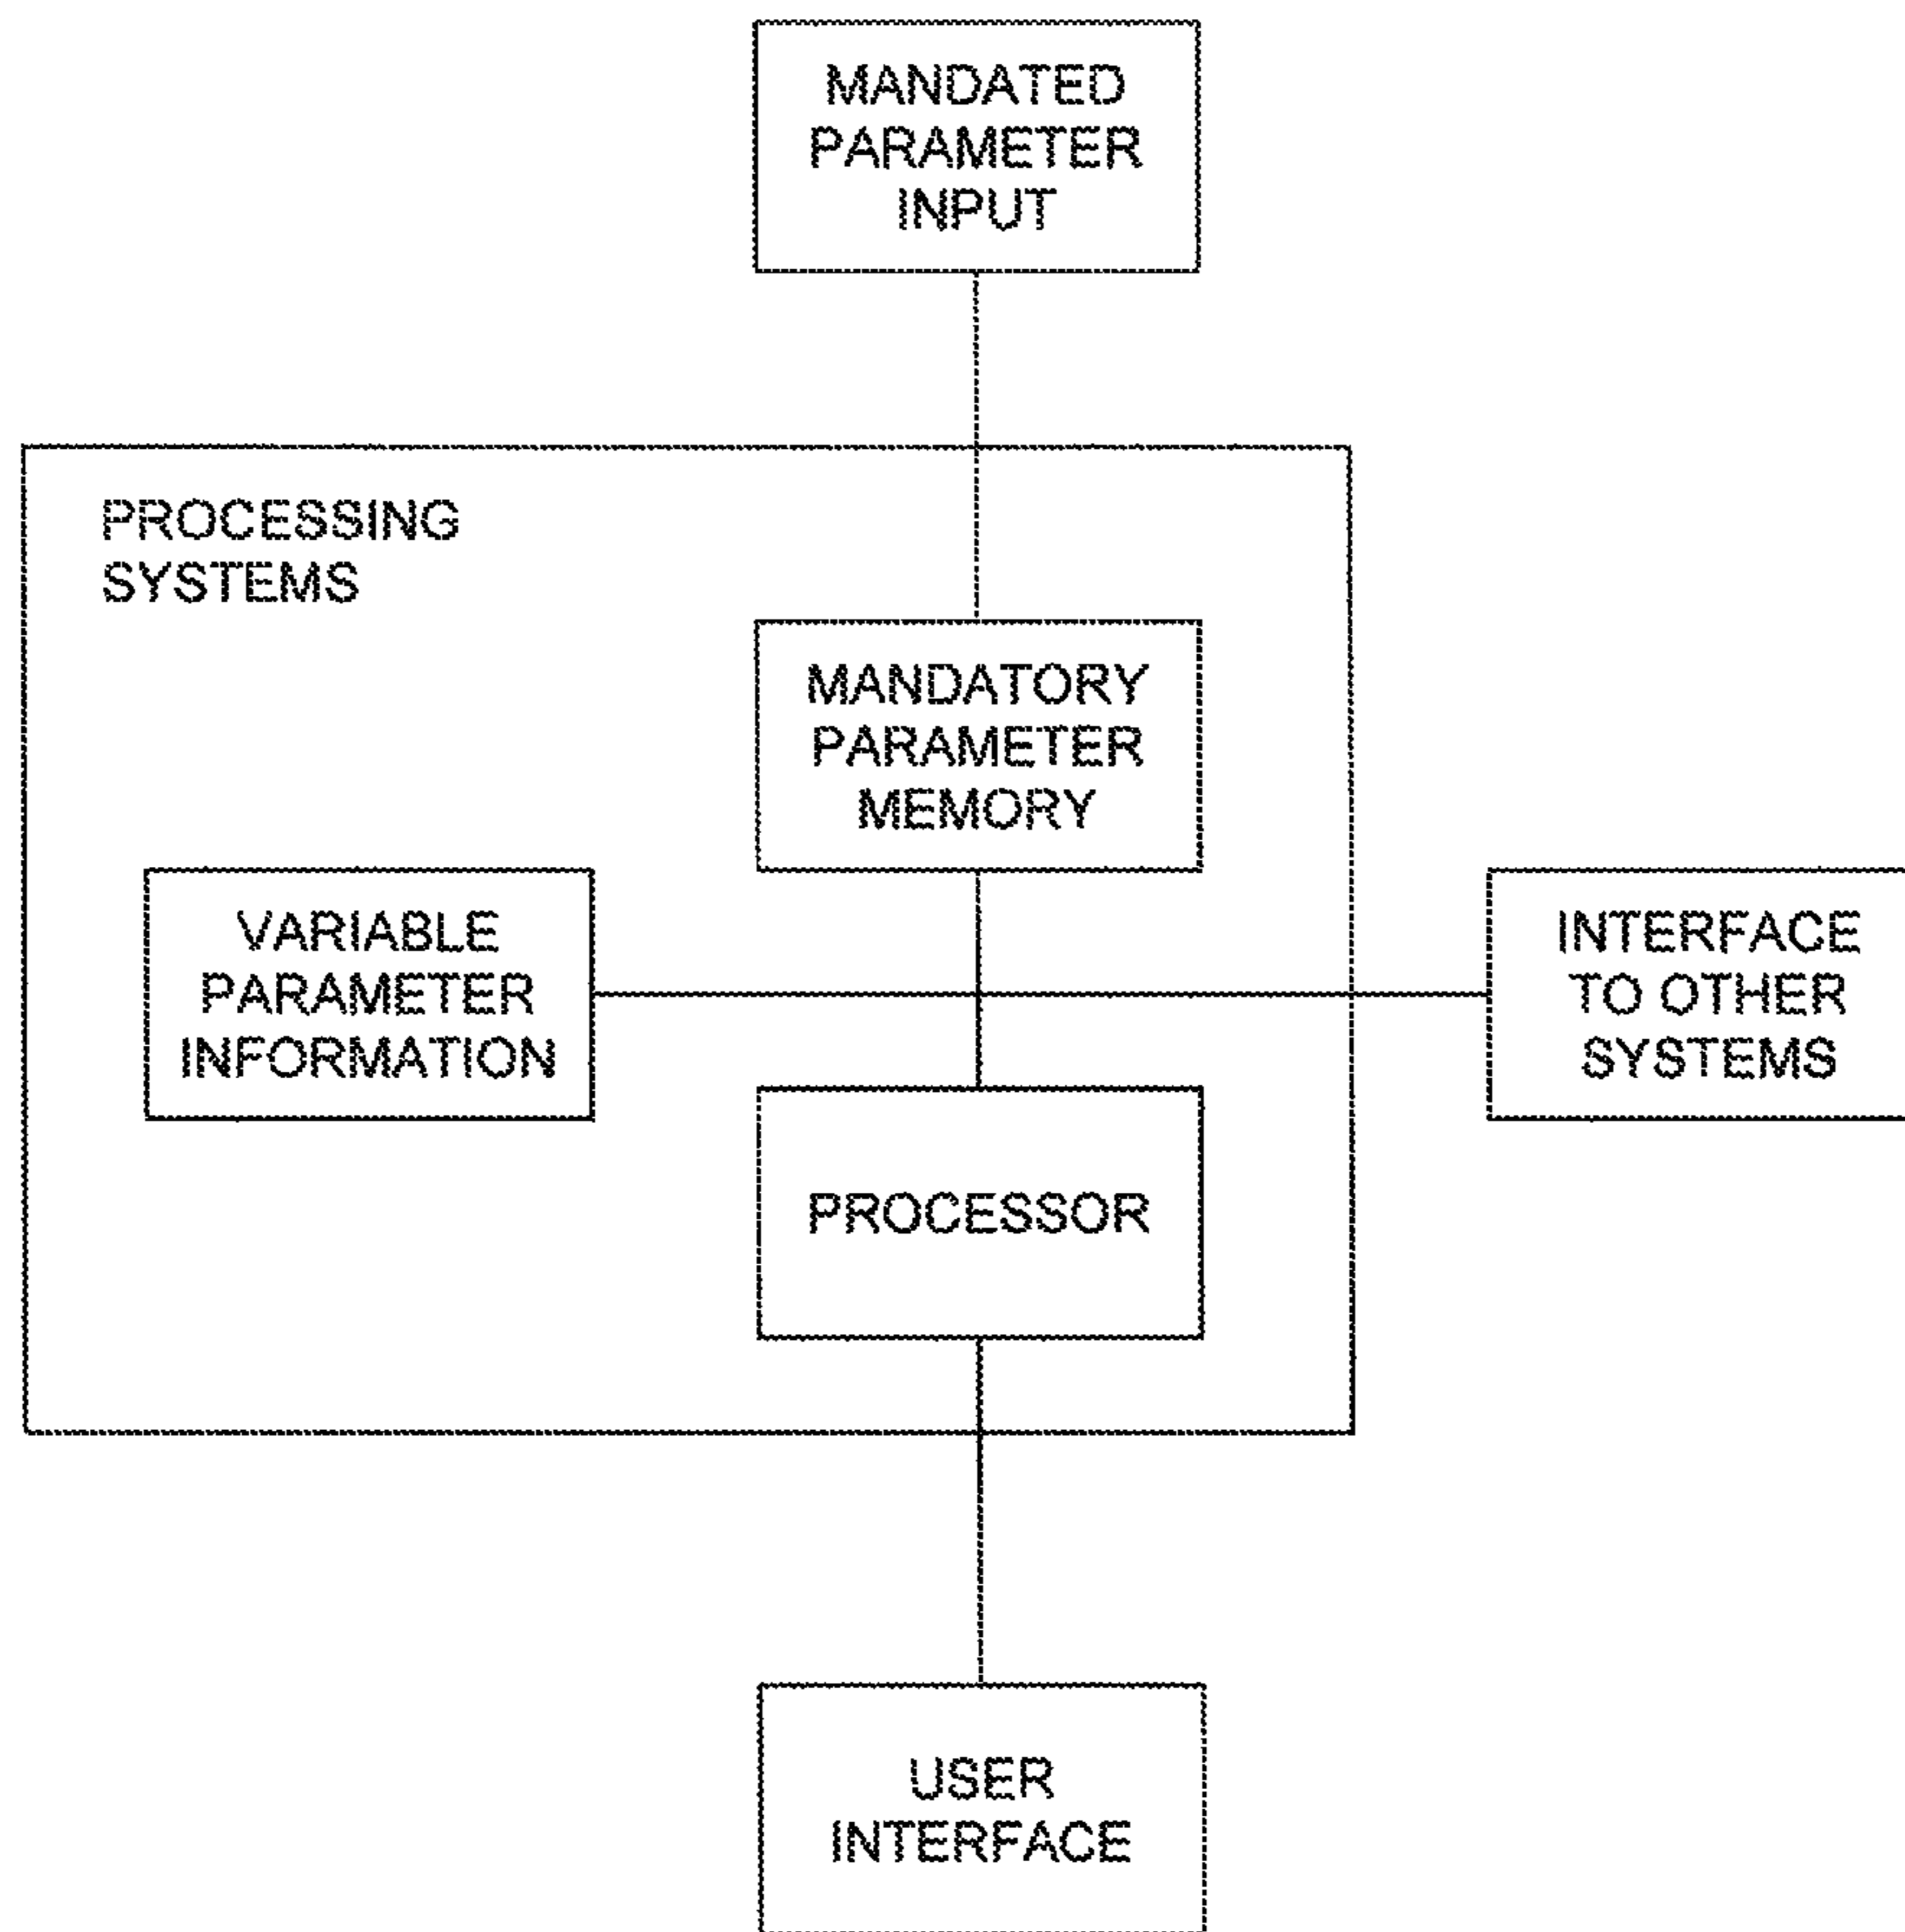 MANDATED
PARAMETER
INPUT
PROCESSING
SYSTEMS
MANDATORY
PARAMETER
MEMORY
VARIABLE
PARAMETER
INFORMATION
INTERFACE
TO OTHER
SYSTEMS
PROCESSOR
USER
INTERFACE